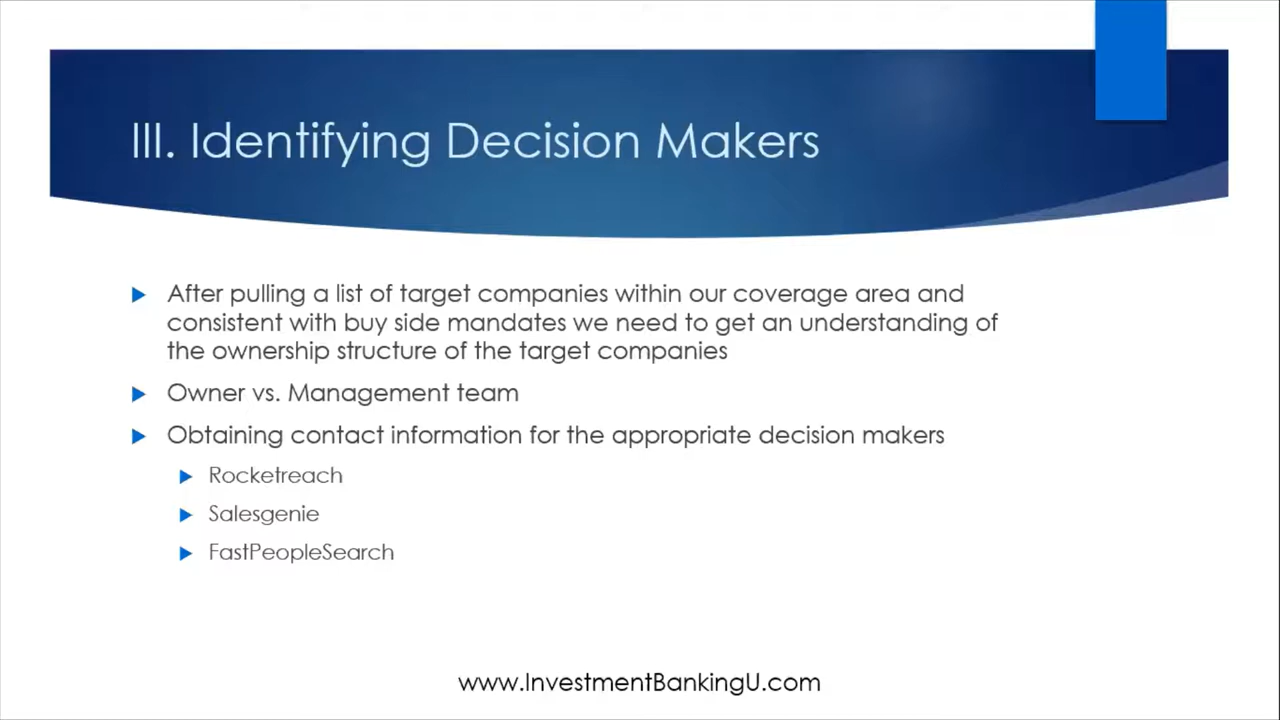 III. Identifying Decision Makers
After pulling a list of target companies within our coverage area and
consistent with buy side mandates we need to get an understanding of
the ownership structure of the target companies
Owner vs. Management team
Obtaining contact information for the appropriate decision makers
Rocketreach
Salesgenie
FastPeopleSearch
www.InvestmentBankingU.com